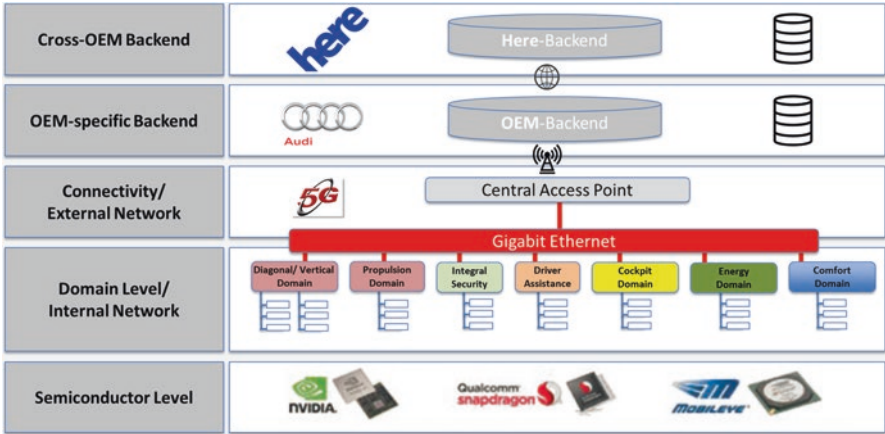 Cross-OEM Backend
here
Here-Backend
OEM-specific Backend
Audi
OEM-Backend
Connectivity/
External Network
5G
Central Access Point
Gigabit Ethernet
Domain Level/
Internal Network
Diagonal/ Vertical
Domain
Propulsion
Domain
Integral
Security
Driver
Assistance
Cockpit
Domain
Energy
Domain
Comfort
Domain
Semiconductor Level
NVIDIA.
Qualcomm
snapdragon
MOBILEYE